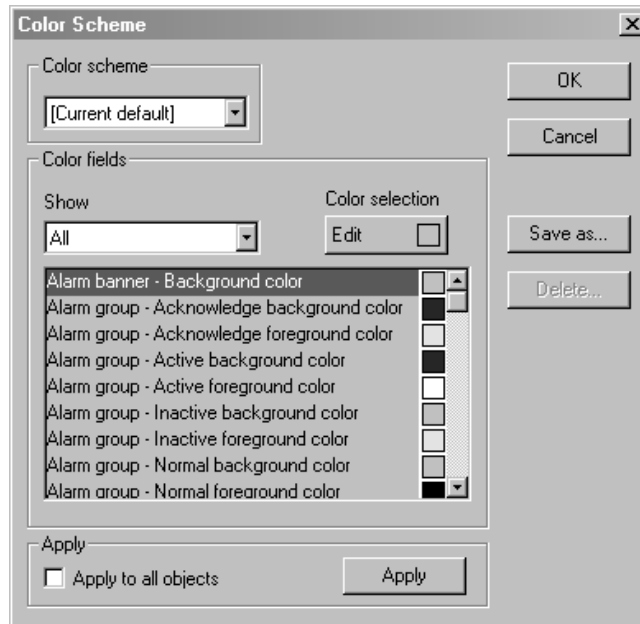 Color Scheme
Color scheme
[Current default]
OK
Cancel
Color fields
Show
Color selection
All
Edit
Save as...
Delete...
Alarm banner - Background color
Alarm group - Acknowledge background color
Alarm group - Acknowledge foreground color
Alarm group - Active background color
Alarm group - Active foreground color
Alarm group - Inactive background color
Alarm group - Inactive foreground color
Alarm group - Normal background color
Alarm group - Normal foreground color
Apply
Apply to all objects
Apply